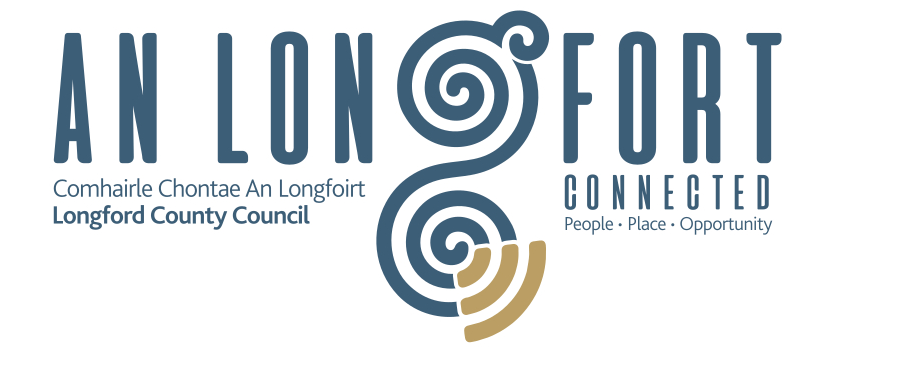 AN LONGFORT
Comhairle Chontae An Longfoirt
Longford County Council
CONNECTED
People • Place • Opportunity